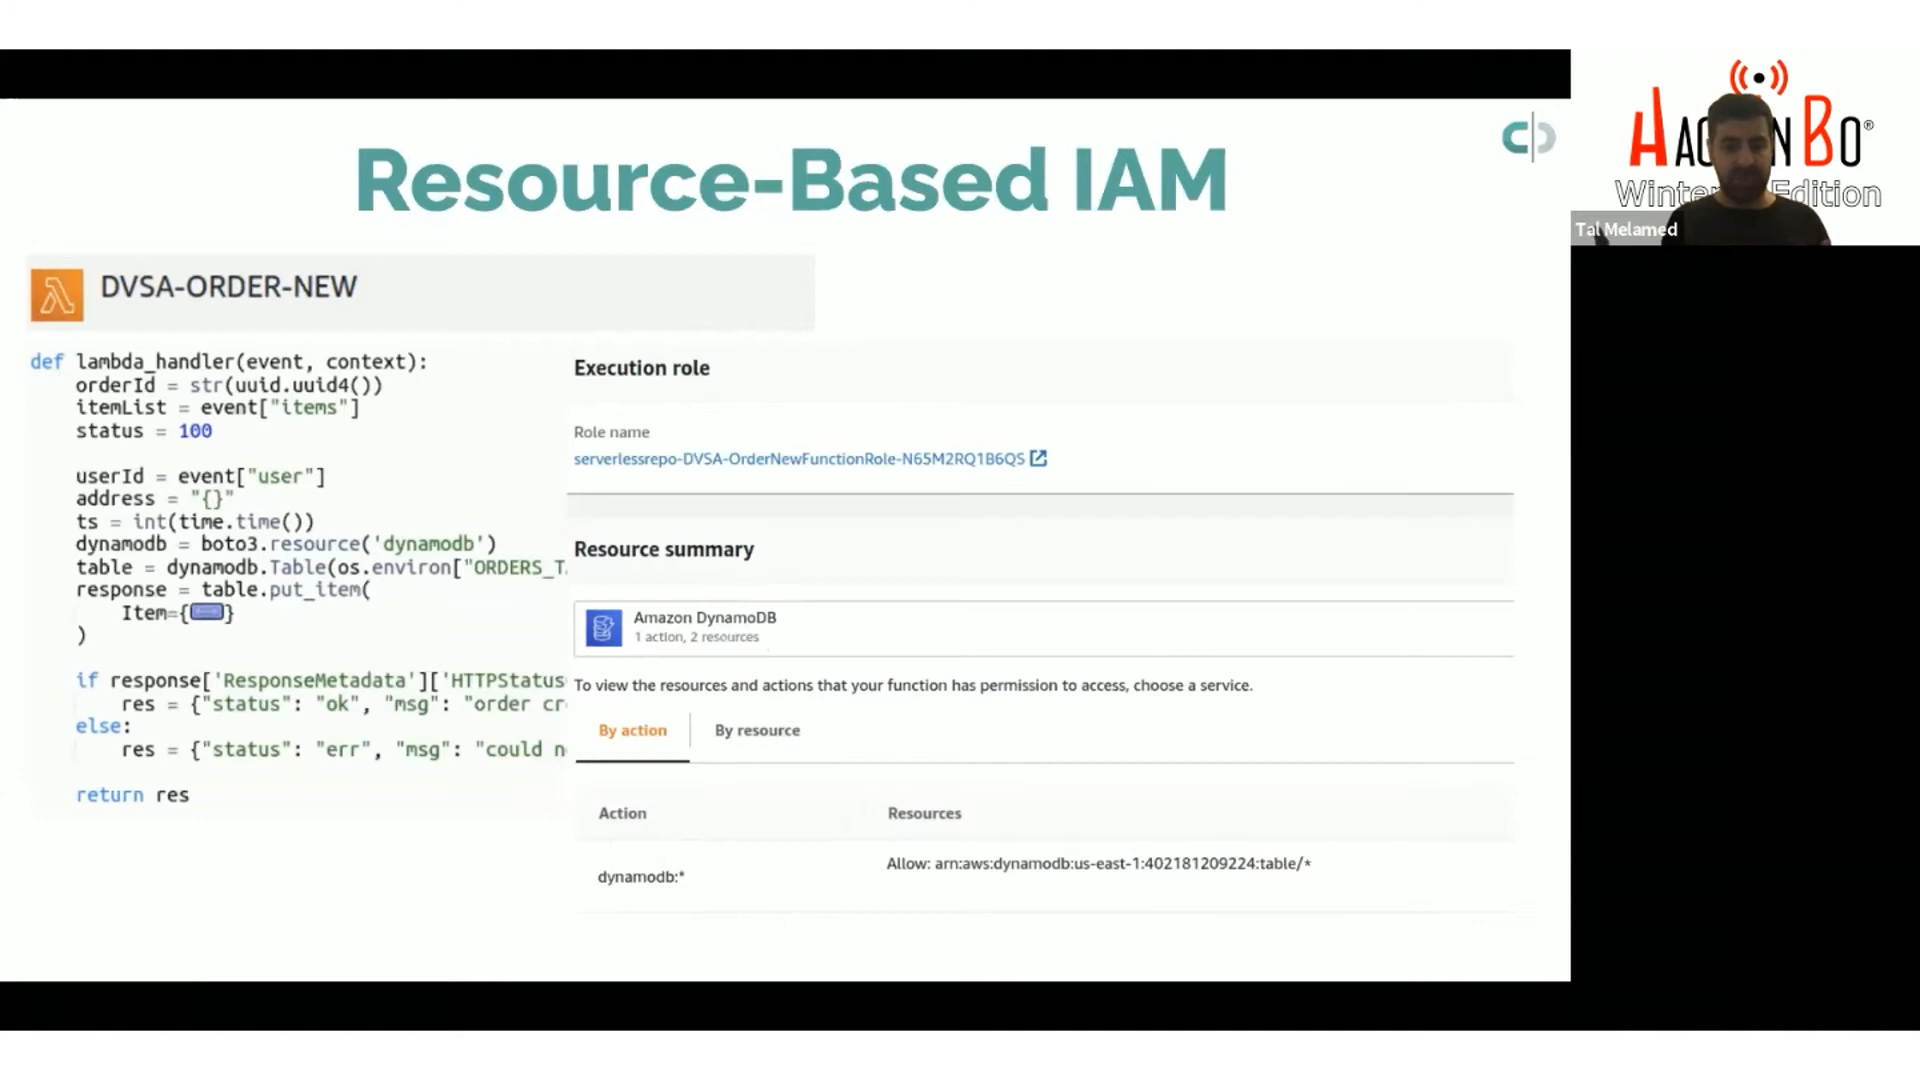 Resource-Based IAM
DVSA-ORDER-NEW
def lambda_handler(event, context):
orderId = str(uuid.uuid4())
itemList = event["items"]
status = 100
userId = event["user"]
address = "{}"
ts = int(time.time())
dynamodb = boto3.resource('dynamodb')
table = dynamodb.Table(os.environ["ORDERS_T
response = table.put_item(
Item={ }
)
if response['ResponseMetadata']['HTTPStatus
res = {"status": "ok", "msg": "order cr
else:
res = {"status": "err", "msg": "could n
return res
Execution role
Role name
serverlessrepo-DVSA-OrderNewFunctionRole-N65M2RQ1B6QS
Resource summary
Amazon DynamoDB
1 action, 2 resources
To view the resources and actions that your function has permission to access, choose a service.
By action By resource
Action Resources
dynamodb:* Allow: arn:aws:dynamodb:us-east-1:402181209224:table/*
Tal Melamed